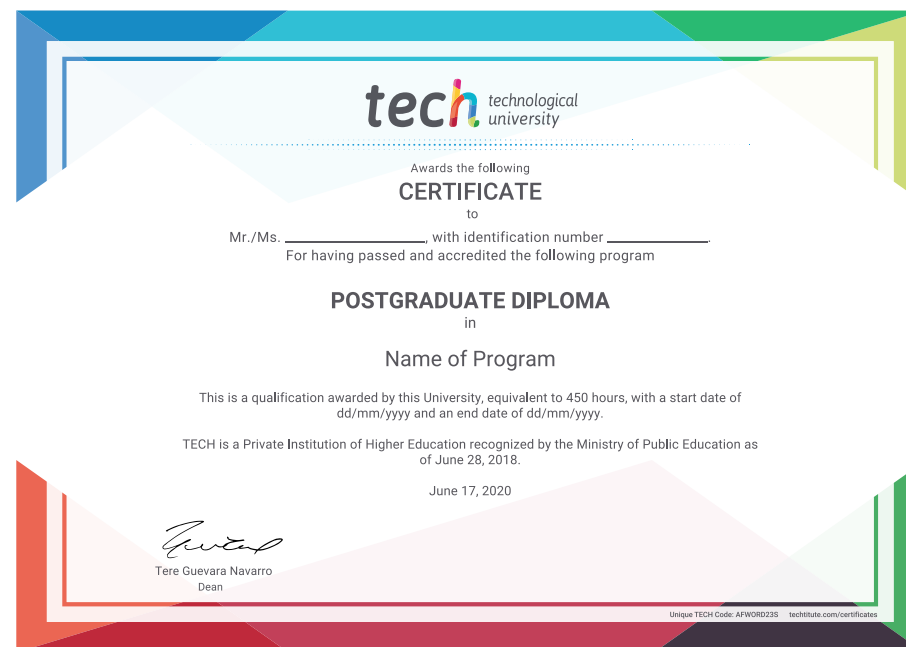 tech technological
university
Awards the following
CERTIFICATE
to
Mr./Ms. ____________, with identification number ____________.
For having passed and accredited the following program
POSTGRADUATE DIPLOMA
in
Name of Program
This is a qualification awarded by this University, equivalent to 450 hours, with a start date of
dd/mm/yyyy and an end date of dd/mm/yyyy.
TECH is a Private Institution of Higher Education recognized by the Ministry of Public Education as
of June 28, 2018.
June 17, 2020
Tere Guevara Navarro
Dean
Unique TECH Code: AFWORD23S techtitute.com/certificates